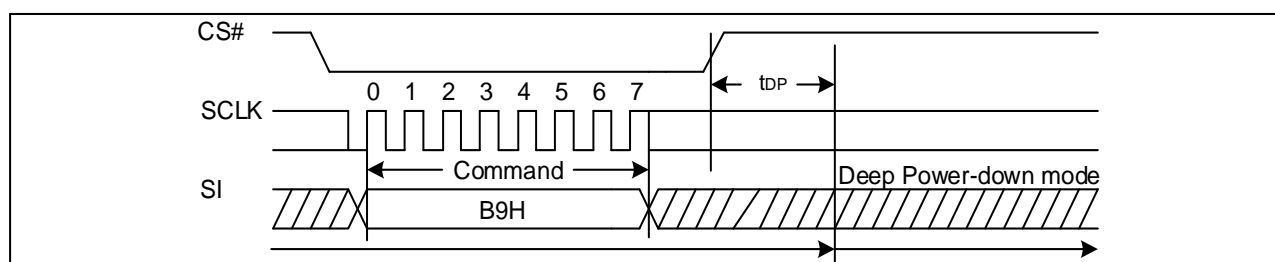 CS#
tDP
0 1 2 3 4 5 6 7
SCLK
Command
Deep Power-down mode
SI
B9H